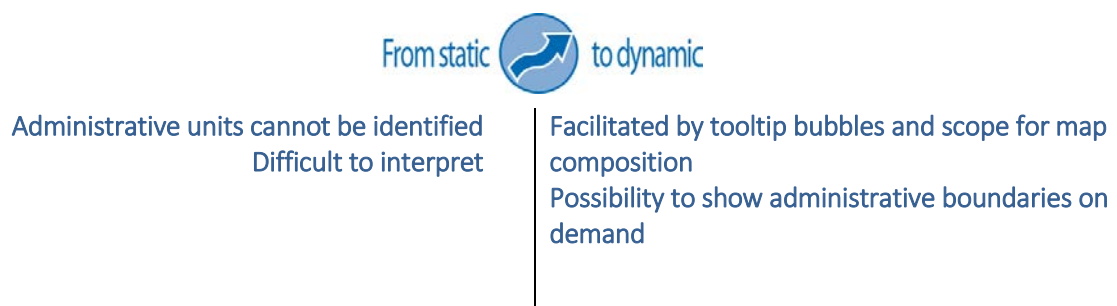 From static to dynamic
Administrative units cannot be identified
Difficult to interpret
Facilitated by tooltip bubbles and scope for map
composition
Possibility to show administrative boundaries on
demand